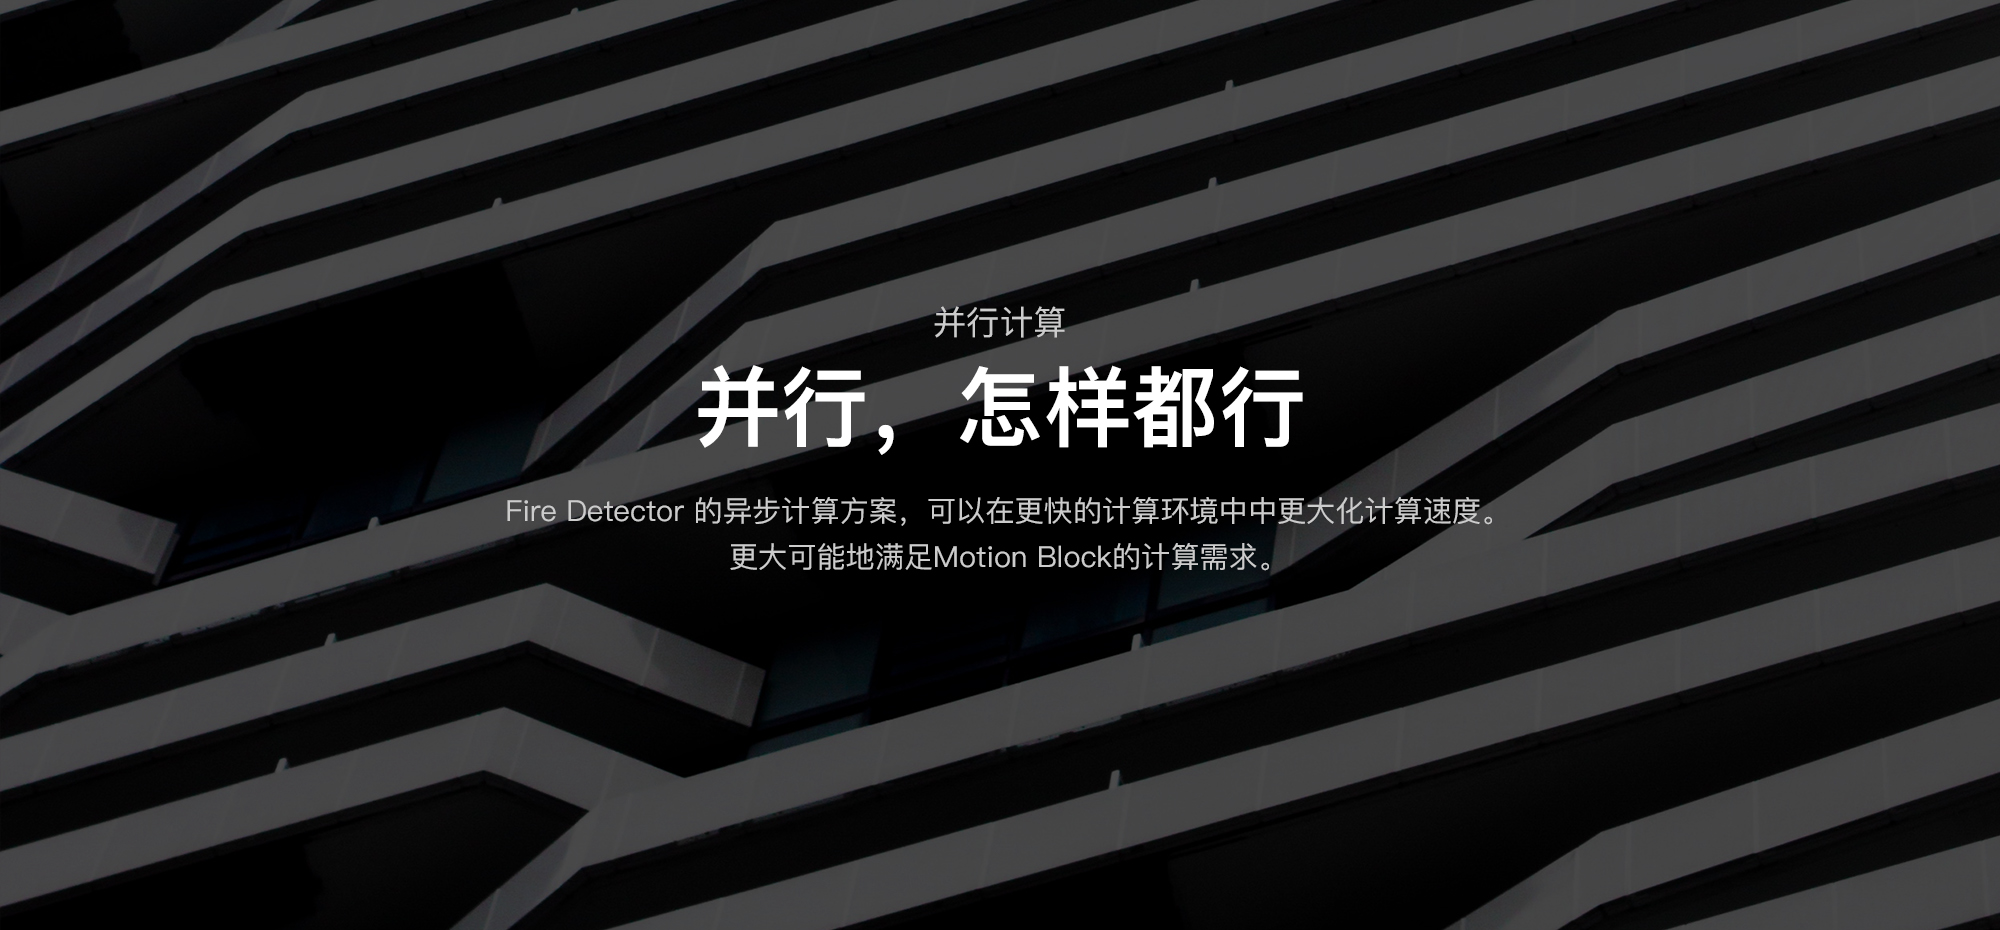 并行计算
并行，怎样都行
Fire Detector 的异步计算方案，可以在更快的计算环境中中更大化计算速度。
更大可能地满足Motion Block的计算需求。